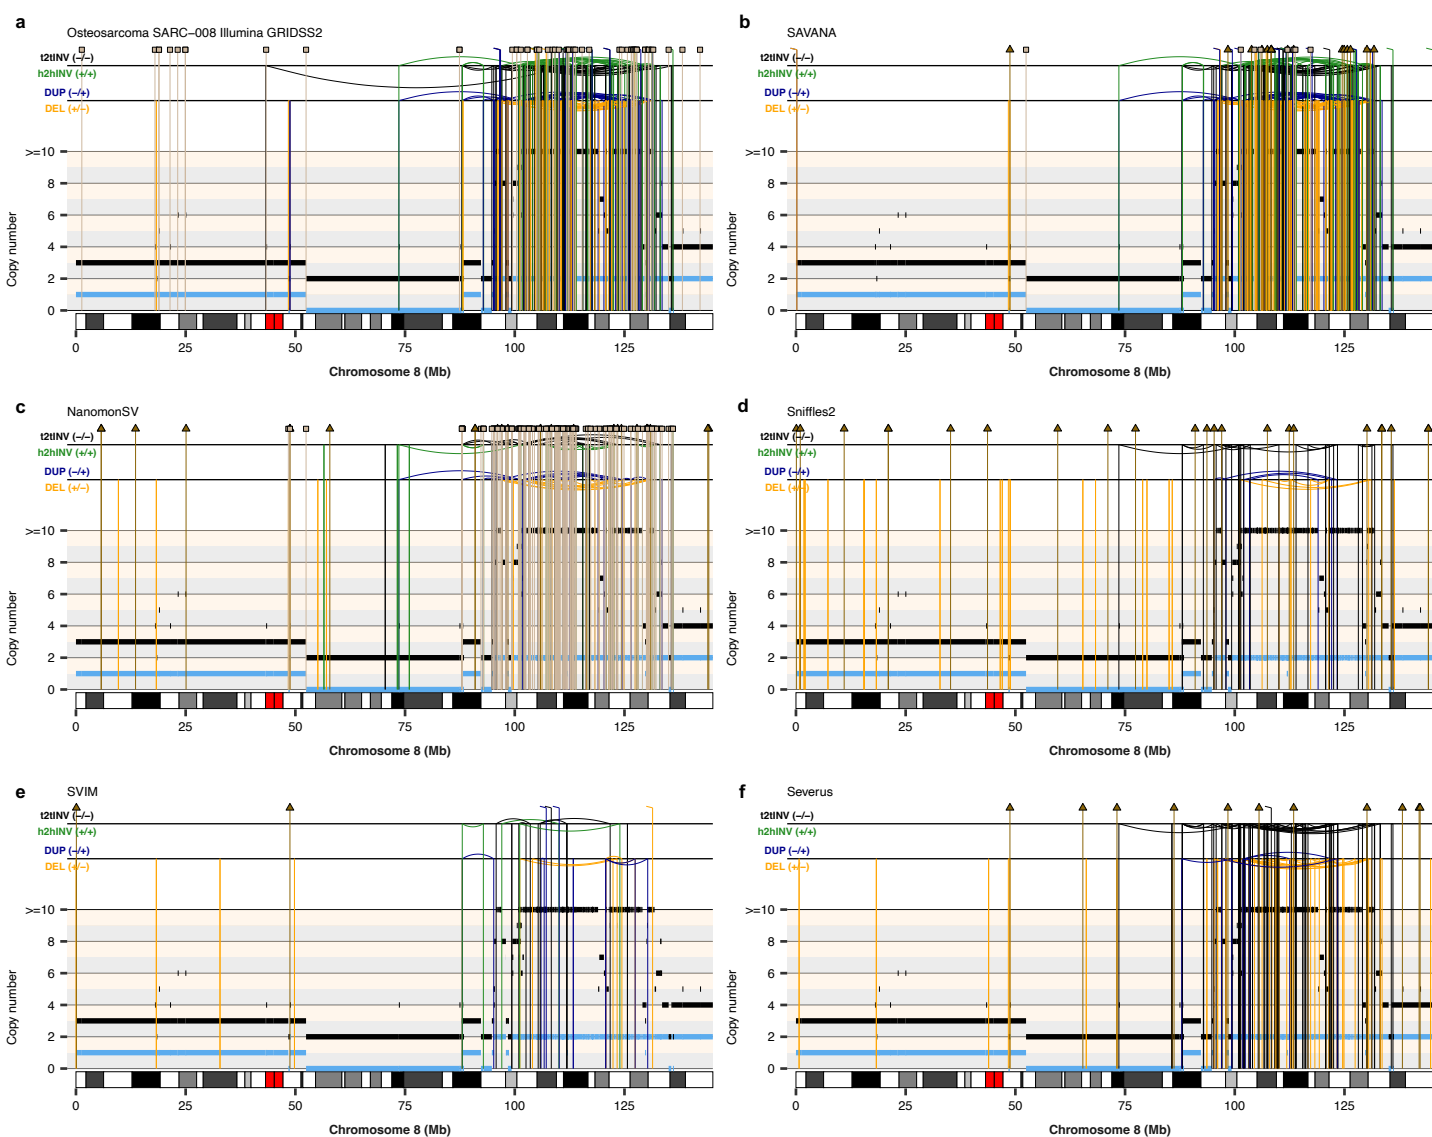 a
Osteosarcoma SARC−008 Illumina GRIDSS2
t2tINV (−/−)
h2hINV (+/+)
DUP (−/+)
DEL (+/−)
Copy number
>=10
8
6
4
2
0
0 25 50 75 100 125
Chromosome 8 (Mb)
b
SAVANA
t2tINV (−/−)
h2hINV (+/+)
DUP (−/+)
DEL (+/−)
Copy number
>=10
8
6
4
2
0
0 25 50 75 100 125
Chromosome 8 (Mb)
c
NanomonSV
t2tINV (−/−)
h2hINV (+/+)
DUP (−/+)
DEL (+/−)
Copy number
>=10
8
6
4
2
0
0 25 50 75 100 125
Chromosome 8 (Mb)
d
Sniffles2
t2tINV (−/−)
h2hINV (+/+)
DUP (−/+)
DEL (+/−)
Copy number
>=10
8
6
4
2
0
0 25 50 75 100 125
Chromosome 8 (Mb)
e
SVIM
t2tINV (−/−)
h2hINV (+/+)
DUP (−/+)
DEL (+/−)
Copy number
>=10
8
6
4
2
0
0 25 50 75 100 125
Chromosome 8 (Mb)
f
Severus
t2tINV (−/−)
h2hINV (+/+)
DUP (−/+)
DEL (+/−)
Copy number
>=10
8
6
4
2
0
0 25 50 75 100 125
Chromosome 8 (Mb)